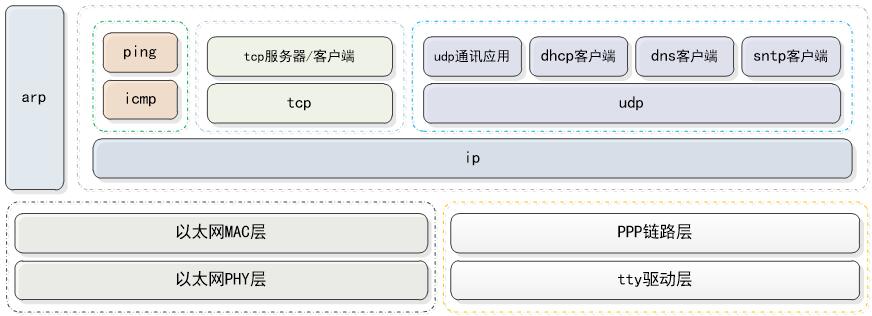 arp
ping
icmp
tcp服务器/客户端
tcp
udp通讯应用
dhcp客户端
dns客户端
sntp客户端
udp
ip
以太网MAC层
以太网PHY层
PPP链路层
tty驱动层